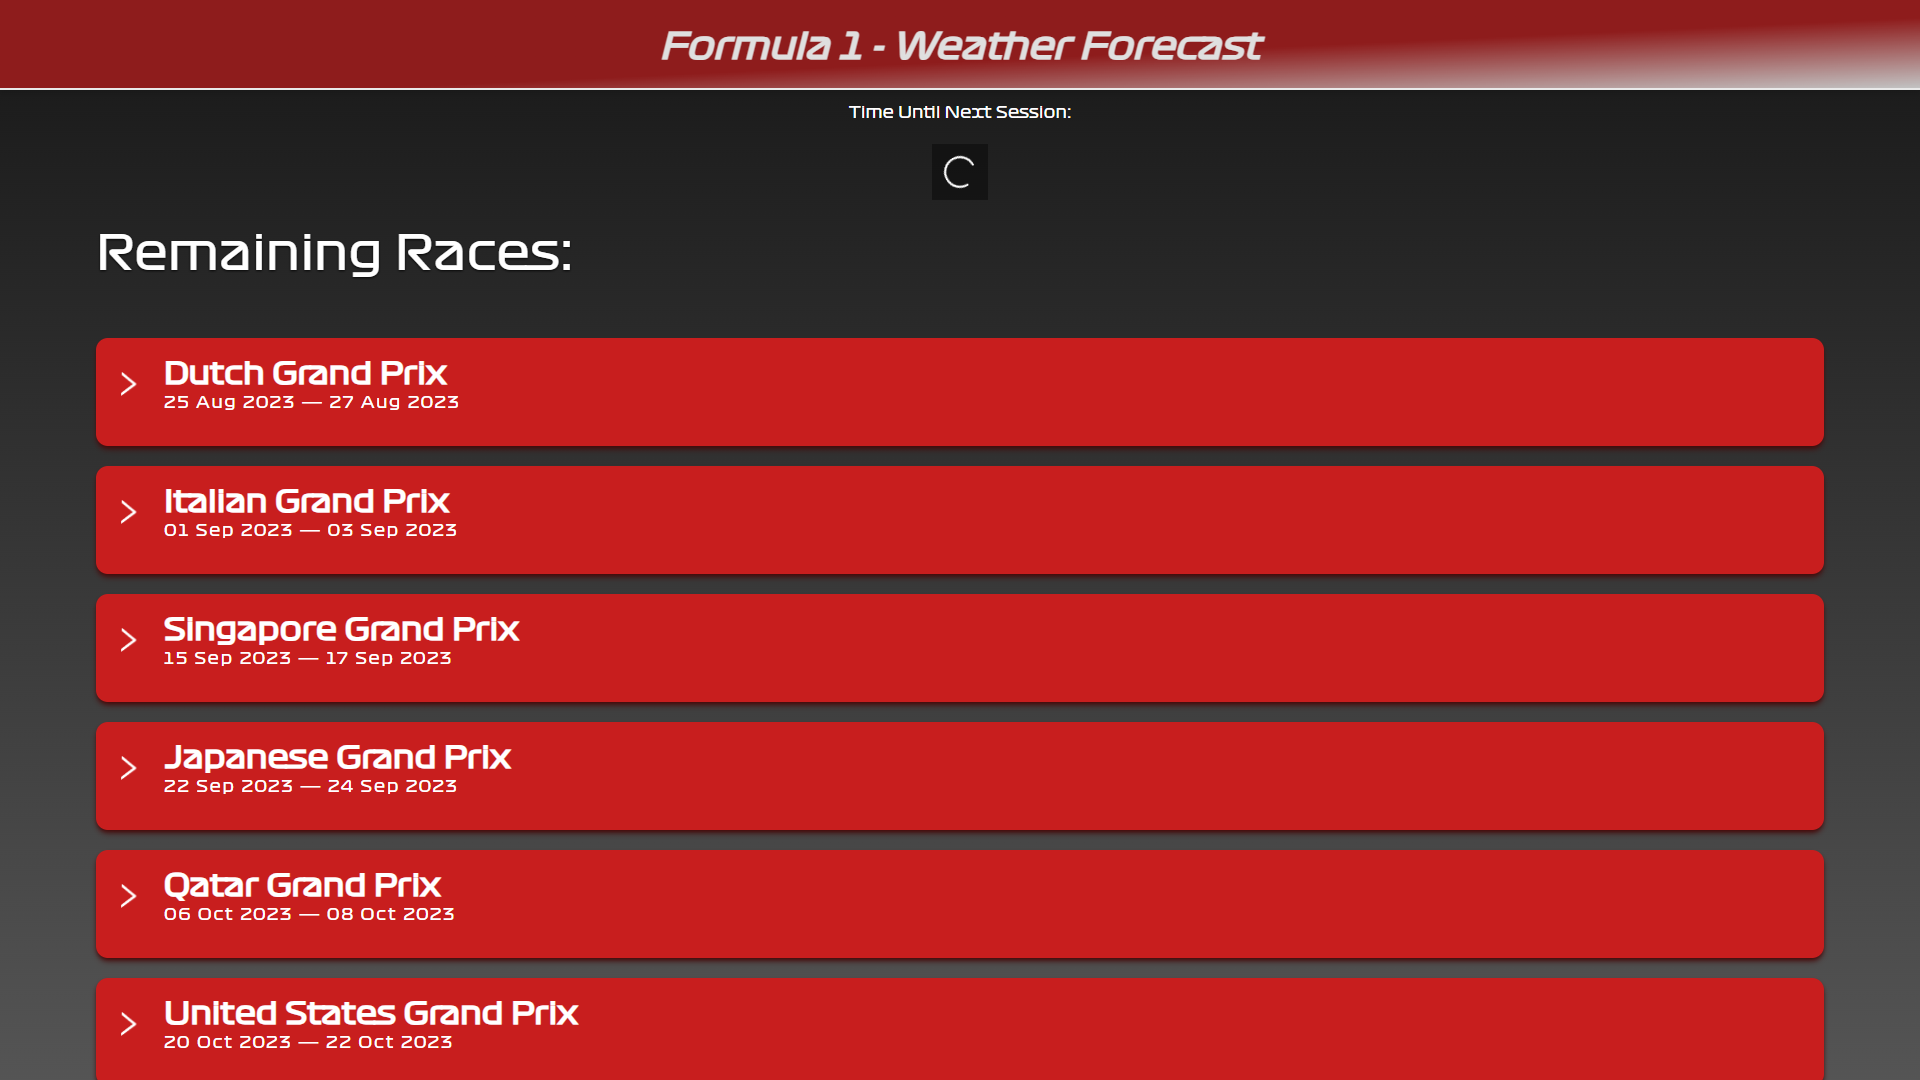 Formula 1 - Weather Forecast
Time Until Next Session:
Remaining Races:
Dutch Grand Prix
25 Aug 2023 — 27 Aug 2023
Italian Grand Prix
01 Sep 2023 — 03 Sep 2023
Singapore Grand Prix
15 Sep 2023 — 17 Sep 2023
Japanese Grand Prix
22 Sep 2023 — 24 Sep 2023
Qatar Grand Prix
06 Oct 2023 — 08 Oct 2023
United States Grand Prix
20 Oct 2023 — 22 Oct 2023